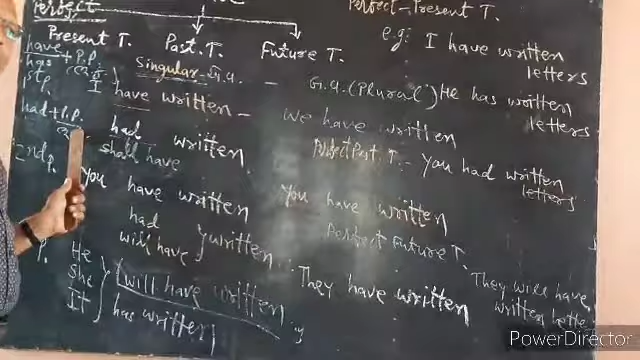 Perfect
Perfect - Present T.
Present T. Past. T. Future T.
e.g: I have written
letters
have + P.P.
has
Singular
1st P. I have written - G.a. (Plural) He has written
letters
had + P.P.
had written
We have written
shall have
Perfect Past. T. - You had written
letters
2nd P. You have written
You have written
had
will have } written
Perfect Future T.
They will have
written lette
P. He
She
It
will have written
has written
They have written
PowerDirector